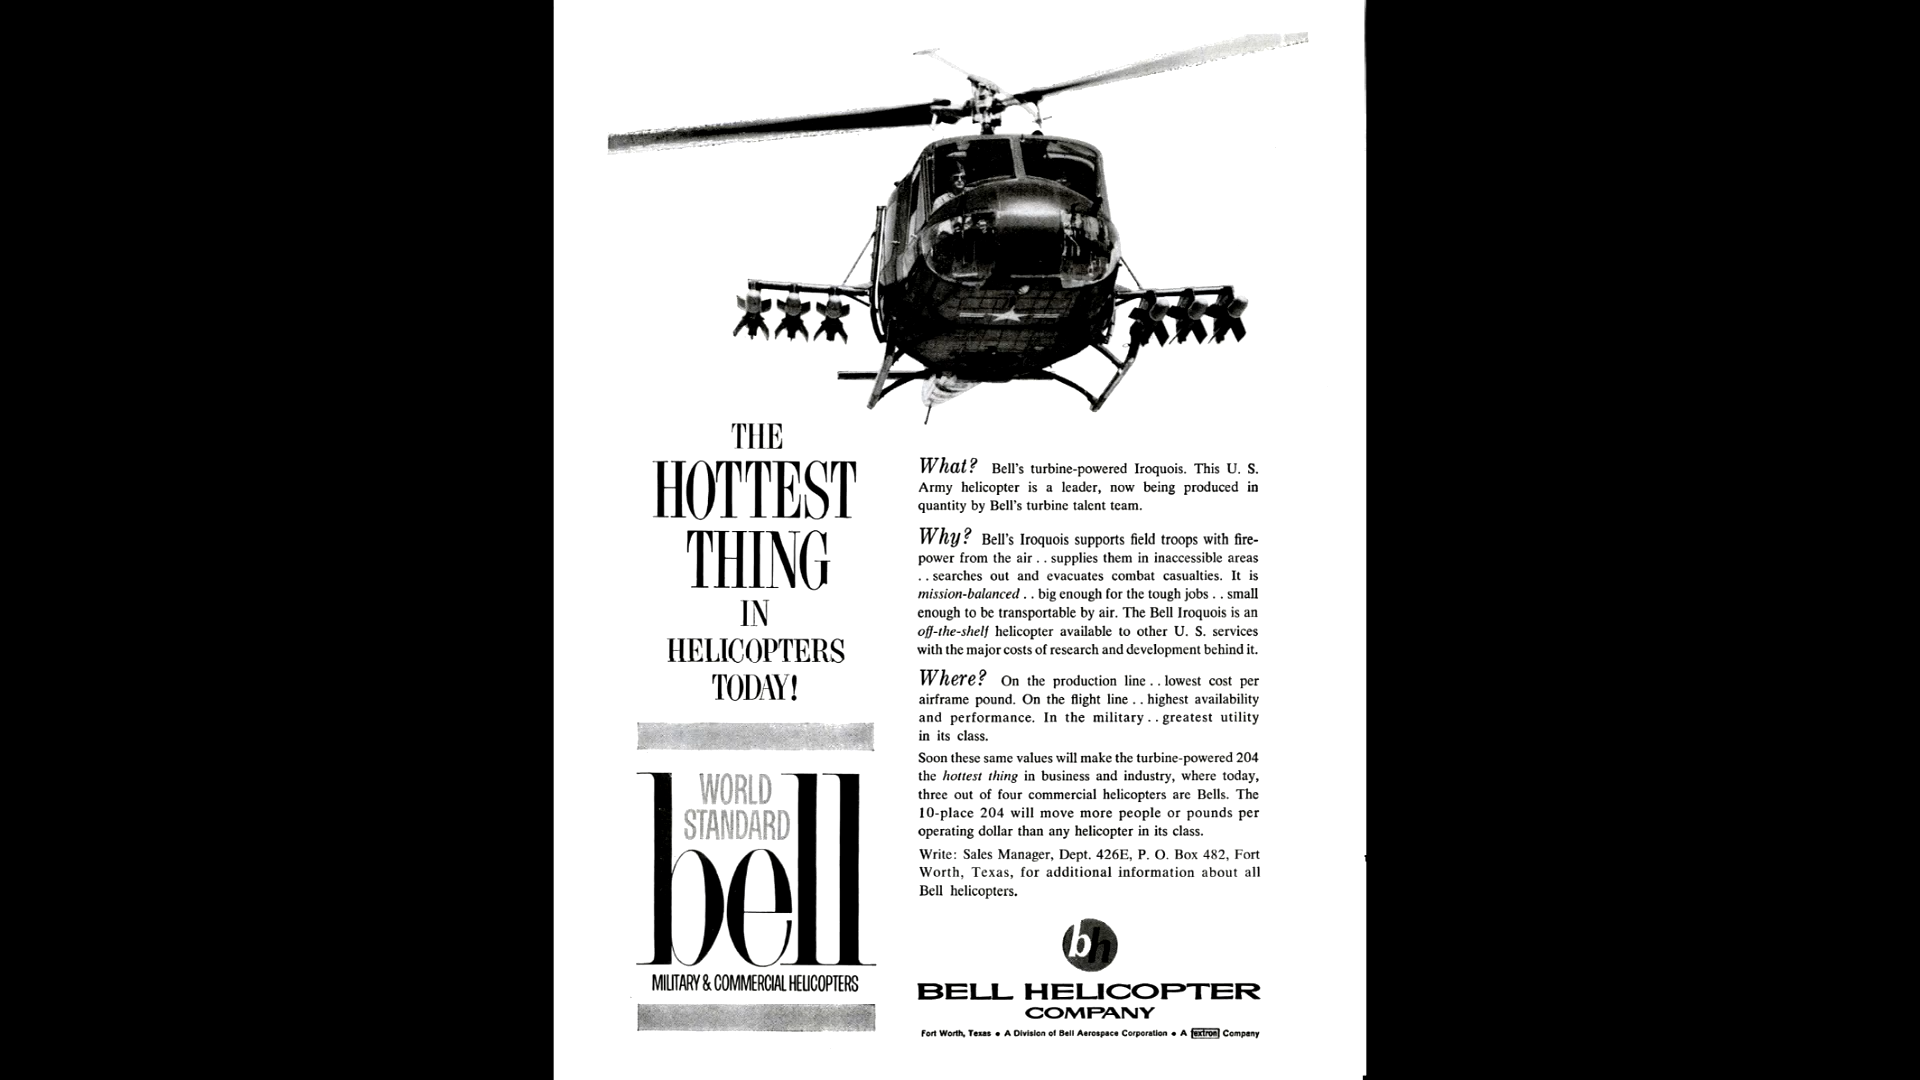 THE
HOTTEST
THING
IN
HELICOPTERS
TODAY!
WORLD
STANDARD
bell
MILITARY & COMMERCIAL HELICOPTERS
What? Bell's turbine-powered Iroquois. This U. S.
Army helicopter is a leader, now being produced in
quantity by Bell's turbine talent team.
Why? Bell's Iroquois supports field troops with fire-
power from the air . . supplies them in inaccessible areas
. . searches out and evacuates combat casualties. It is
mission-balanced . . big enough for the tough jobs . . small
enough to be transportable by air. The Bell Iroquois is an
off-the-shelf helicopter available to other U. S. services
with the major costs of research and development behind it.
Where? On the production line . . lowest cost per
airframe pound. On the flight line . . highest availability
and performance. In the military . . greatest utility
in its class.
Soon these same values will make the turbine-powered 204
the hottest thing in business and industry, where today,
three out of four commercial helicopters are Bells. The
10-place 204 will move more people or pounds per
operating dollar than any helicopter in its class.
Write: Sales Manager, Dept. 426E, P. O. Box 482, Fort
Worth, Texas, for additional information about all
Bell helicopters.
bh
BELL HELICOPTER
COMPANY
Fort Worth, Texas • A Division of Bell Aerospace Corporation • A textron Company